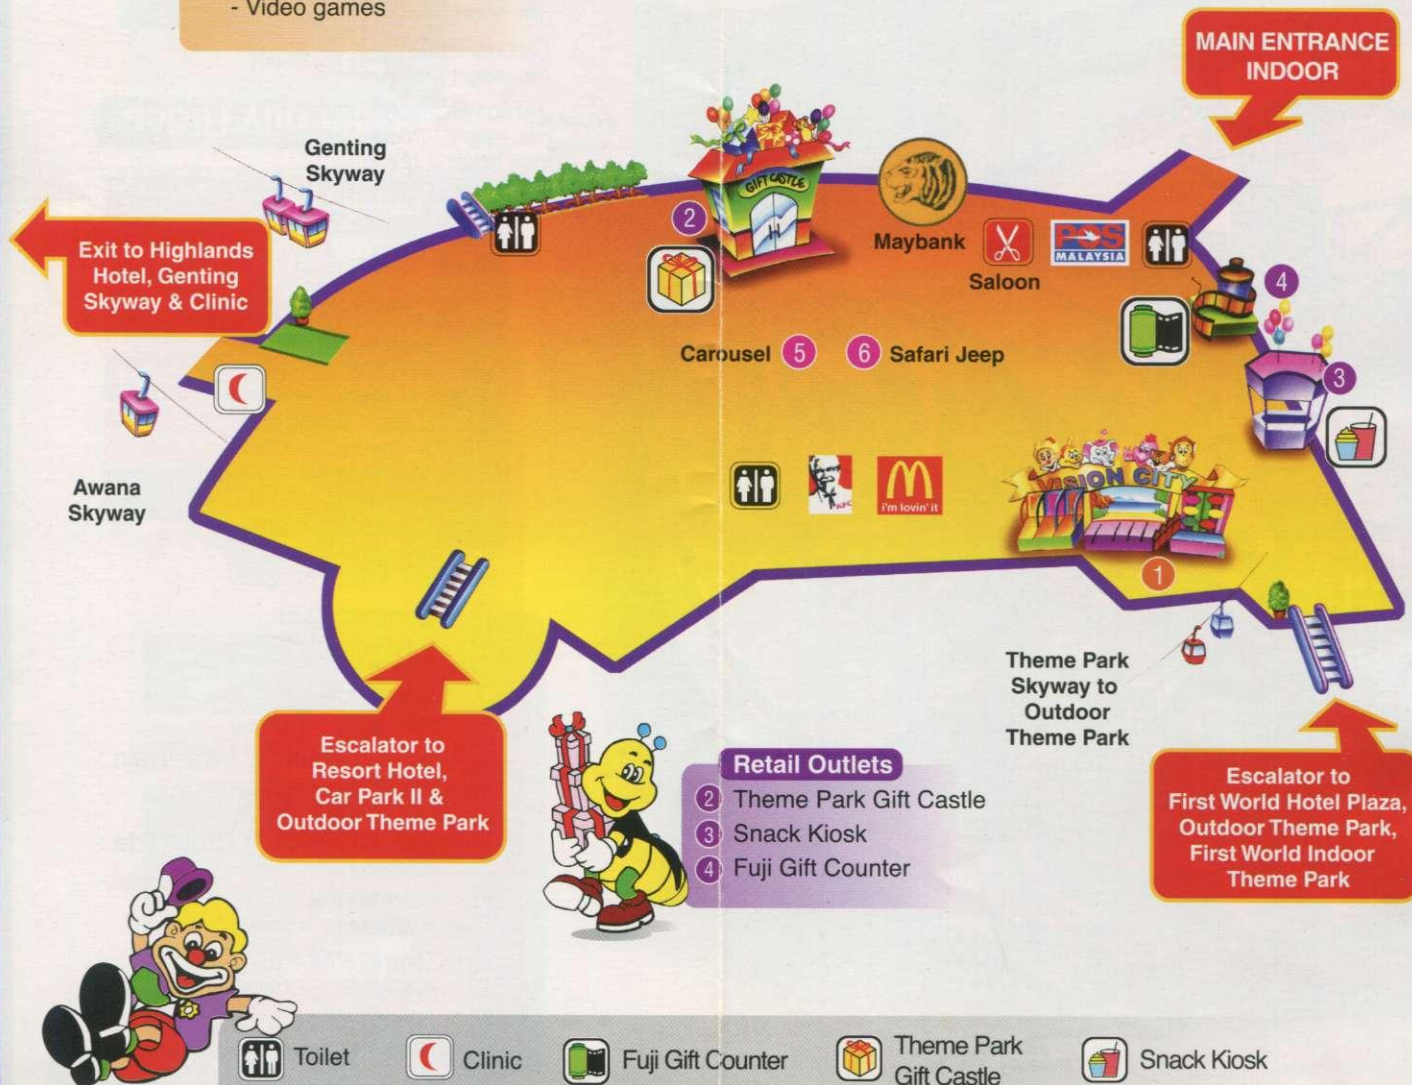 - Video games
MAIN ENTRANCE
INDOOR
Genting
Skyway
Exit to Highlands
Hotel, Genting
Skyway & Clinic
2
GIFT CASTLE
Maybank
Saloon
POS
MALAYSIA
4
Carousel 5
6 Safari Jeep
3
Awana
Skyway
KFC
i'm lovin' it
VISION CITY
1
Theme Park
Skyway to
Outdoor
Theme Park
Escalator to
Resort Hotel,
Car Park II &
Outdoor Theme Park
Retail Outlets
2 Theme Park Gift Castle
3 Snack Kiosk
4 Fuji Gift Counter
Escalator to
First World Hotel Plaza,
Outdoor Theme Park,
First World Indoor
Theme Park
Toilet
Clinic
Fuji Gift Counter
Theme Park
Gift Castle
Snack Kiosk